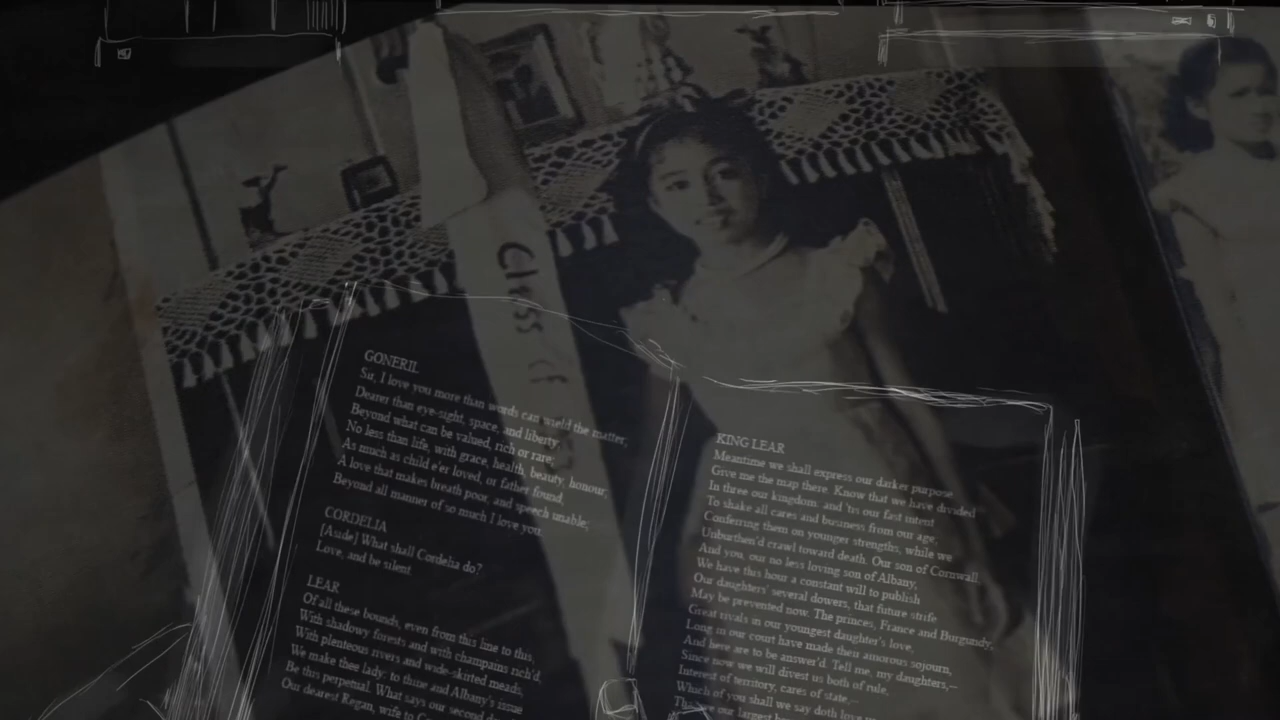 Class of
GONERIL
Sir, I love you more than words can wield the matter;
Dearer than eye-sight, space, and liberty;
Beyond what can be valued, rich or rare;
No less than life, with grace, health, beauty, honour;
As much as child e'er loved, or father found;
A love that makes breath poor, and speech unable;
Beyond all manner of so much I love you.
CORDELIA
[Aside] What shall Cordelia do?
Love, and be silent.
LEAR
Of all these bounds, even from this line to this,
With shadowy forests and with champains rich'd,
With plenteous rivers and wide-skirted meads,
We make thee lady: to thine and Albany's issue
Be this perpetual. What says our second
Our dearest Regan, wife to
KING LEAR
Meantime we shall express our darker purpose.
Give me the map there. Know that we have divided
In three our kingdom: and 'tis our fast intent
To shake all cares and business from our age;
Conferring them on younger strengths, while we
Unburthen'd crawl toward death. Our son of Cornwall,
And you, our no less loving son of Albany,
We have this hour a constant will to publish
Our daughters' several dowers, that future strife
May be prevented now. The princes, France and Burgundy,
Great rivals in our youngest daughter's love,
Long in our court have made their amorous sojourn,
And here are to be answer'd. Tell me, my daughters,--
Since now we will divest us both of rule,
Interest of territory, cares of state,--
Which of you shall we say doth love us
That we our largest